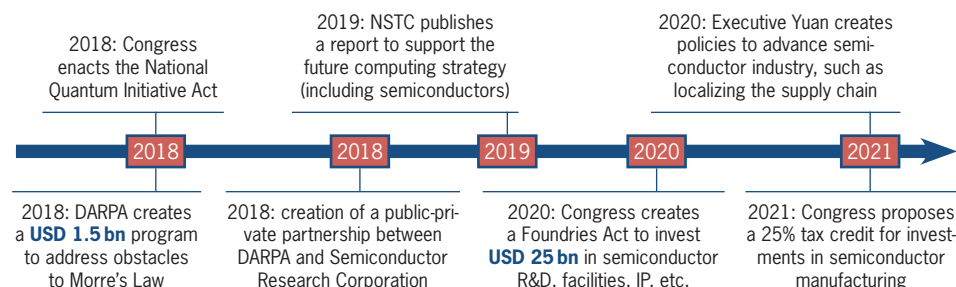 2018: Congress
enacts the National
Quantum Initiative Act
2019: NSTC publishes
a report to support the
future computing strategy
(including semiconductors)
2020: Executive Yuan creates
policies to advance semi-
conductor industry, such as
localizing the supply chain
2018
2018
2019
2020
2021
2018: DARPA creates
a USD 1.5 bn program
to address obstacles
to Morre's Law
2018: creation of a public-pri-
vate partnership between
DARPA and Semiconductor
Research Corporation
2020: Congress creates
a Foundries Act to invest
USD 25 bn in semiconductor
R&D, facilities, IP, etc.
2021: Congress proposes
a 25% tax credit for invest-
ments in semiconductor
manufacturing